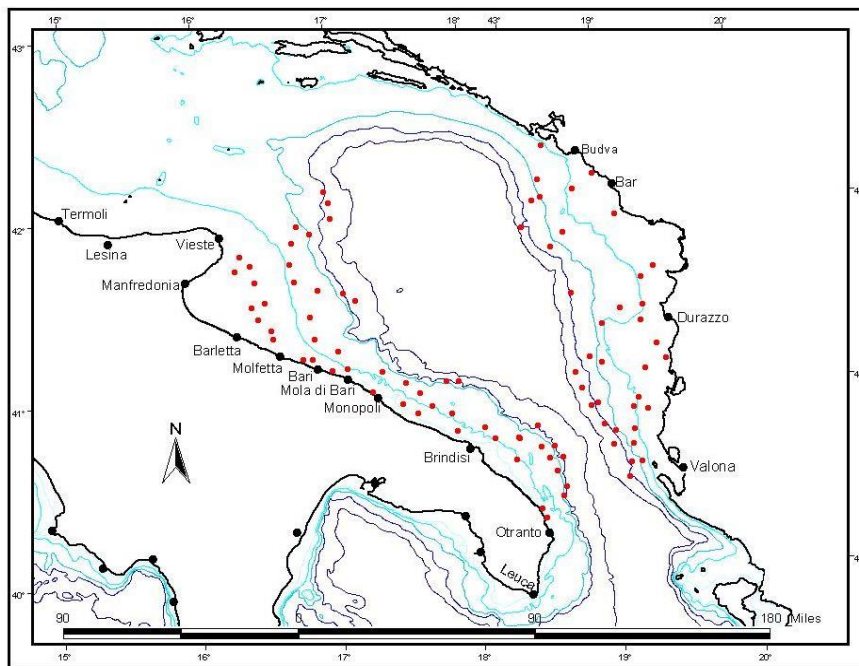 15° 16° 17° 18° 43° 19° 20°
43°
Budva
Bar
Termoli
42°
Vieste
Lesina
Manfredonia
Durazzo
Barletta
Molfetta
Bari
Mola di Bari
Monopoli
41°
N
Brindisi
Valona
Otranto
Leuca
40°
90 0 90 180 Miles
15° 16° 17° 18° 19° 20°